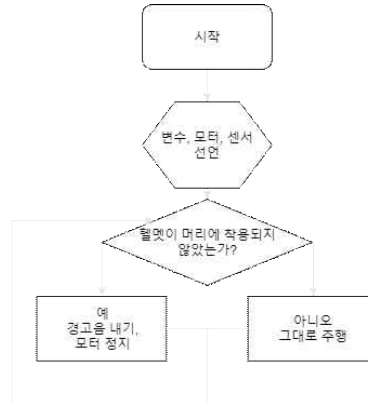 시작
변수, 모터, 센서
선언
헬멧이 머리에 착용되지
않았는가?
예
경고음 내기,
모터 정지
아니오
그대로 주행